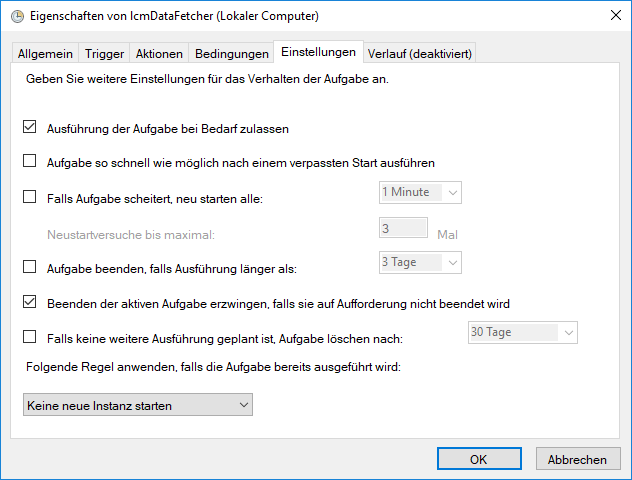 Eigenschaften von IcmDataFetcher (Lokaler Computer)
Allgemein Trigger Aktionen Bedingungen Einstellungen Verlauf (deaktiviert)
Geben Sie weitere Einstellungen für das Verhalten der Aufgabe an.
Ausführung der Aufgabe bei Bedarf zulassen
Aufgabe so schnell wie möglich nach einem verpassten Start ausführen
Falls Aufgabe scheitert, neu starten alle: 1 Minute
Neustartversuche bis maximal: 3 Mal
Aufgabe beenden, falls Ausführung länger als: 3 Tage
Beenden der aktiven Aufgabe erzwingen, falls sie auf Aufforderung nicht beendet wird
Falls keine weitere Ausführung geplant ist, Aufgabe löschen nach: 30 Tage
Folgende Regel anwenden, falls die Aufgabe bereits ausgeführt wird:
Keine neue Instanz starten
OK Abbrechen